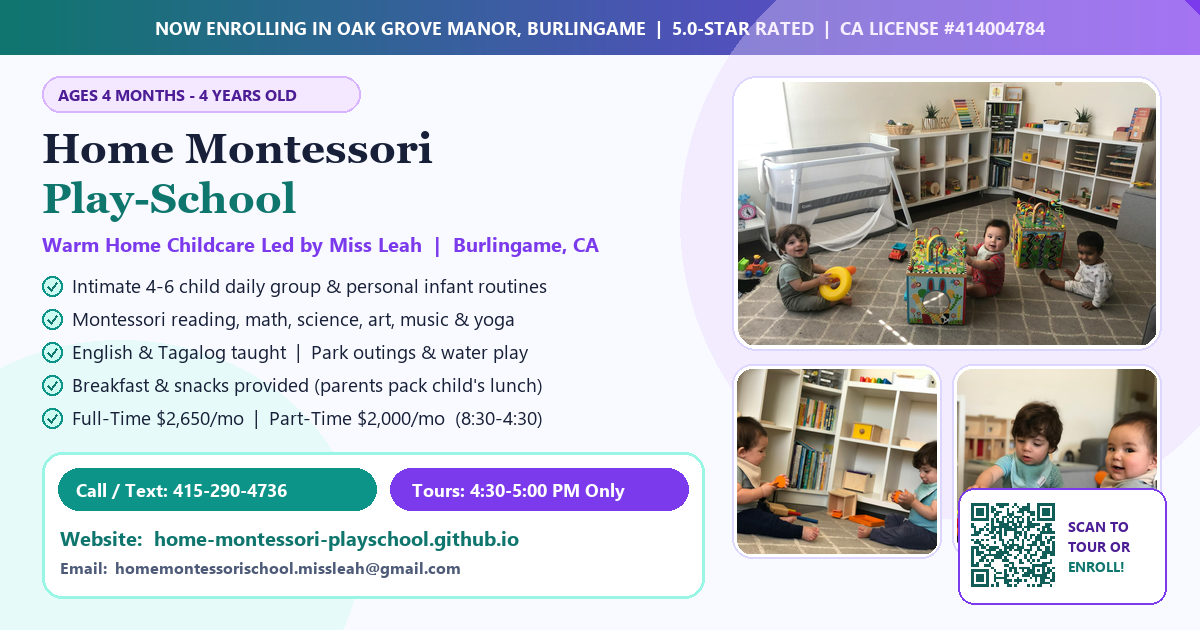 NOW ENROLLING IN OAK GROVE MANOR, BURLINGAME | 5.0-STAR RATED | CA LICENSE #414004784
AGES 4 MONTHS - 4 YEARS OLD
Home Montessori
Play-School
Warm Home Childcare Led by Miss Leah | Burlingame, CA
Intimate 4-6 child daily group & personal infant routines
Montessori reading, math, science, art, music & yoga
English & Tagalog taught | Park outings & water play
Breakfast & snacks provided (parents pack child's lunch)
Full-Time $2,650/mo | Part-Time $2,000/mo (8:30-4:30)
Call / Text: 415-290-4736
Tours: 4:30-5:00 PM Only
Website: home-montessori-playschool.github.io
Email: homemontessorischool.missleah@gmail.com
SCAN TO
TOUR OR
ENROLL!